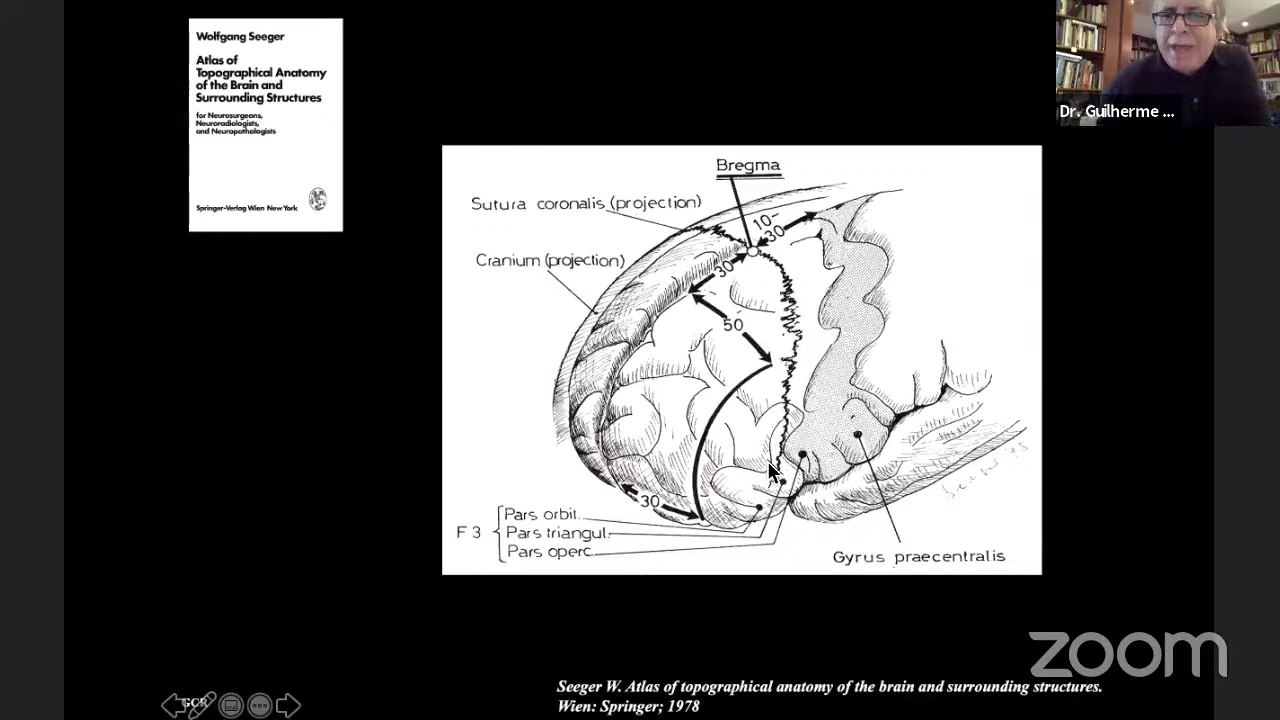 Wolfgang Seeger
Atlas of
Topographical Anatomy
of the Brain and
Surrounding Structures
for Neurosurgeons,
Neuroradiologists,
and Neuropathologists
Springer-Verlag Wien New York
Dr. Guilherme ...
Bregma
Sutura coronalis (projection)
10-
30
Cranium (projection)
30
50
30
F 3
Pars orbit.
Pars triangul.
Pars operc.
Gyrus praecentralis
zoom
GCR
Seeger W. Atlas of topographical anatomy of the brain and surrounding structures.
Wien: Springer; 1978